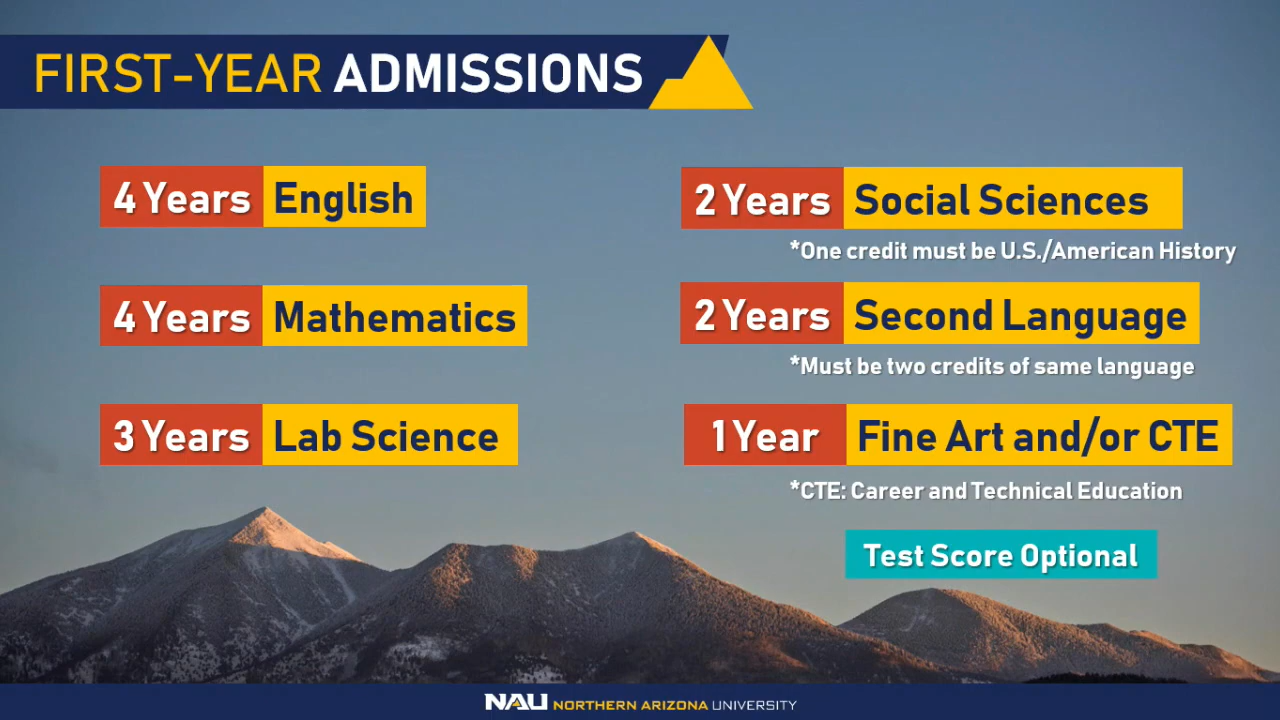 FIRST-YEAR ADMISSIONS
4 Years English
4 Years Mathematics
3 Years Lab Science
2 Years Social Sciences
*One credit must be U.S./American History
2 Years Second Language
*Must be two credits of same language
1 Year Fine Art and/or CTE
*CTE: Career and Technical Education
Test Score Optional
NAU NORTHERN ARIZONA UNIVERSITY